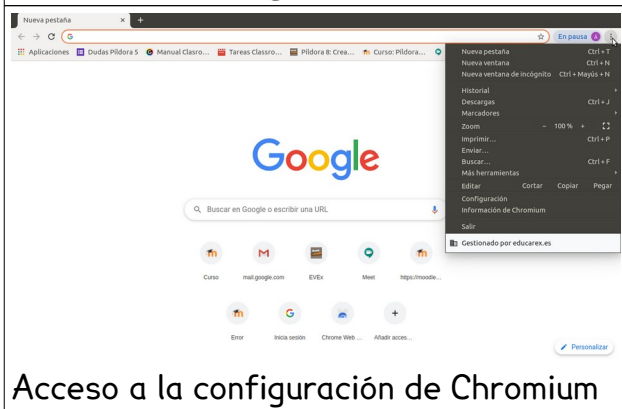 Nueva pestaña × +
G En pausa A
Aplicaciones Dudas Píldora 5 Manual Clasro... Tareas Classro... Píldora 8: Crea... Curso: Píldora...
Nueva pestaña Ctrl + T
Nueva ventana Ctrl + N
Nueva ventana de incógnito Ctrl + Mayús + N
Historial
Descargas Ctrl + J
Marcadores
Zoom - 100 % +
Imprimir... Ctrl + P
Enviar...
Buscar... Ctrl + F
Más herramientas
Editar Cortar Copiar Pegar
Configuración
Información de Chromium
Salir
Gestionado por educarex.es
Google
Buscar en Google o escribir una URL
Curso mail.google.com EVEx Meet https://moodle...
Error Inicia sesión Chrome Web ... Añadir acces...
Personalizar
Acceso a la configuración de Chromium